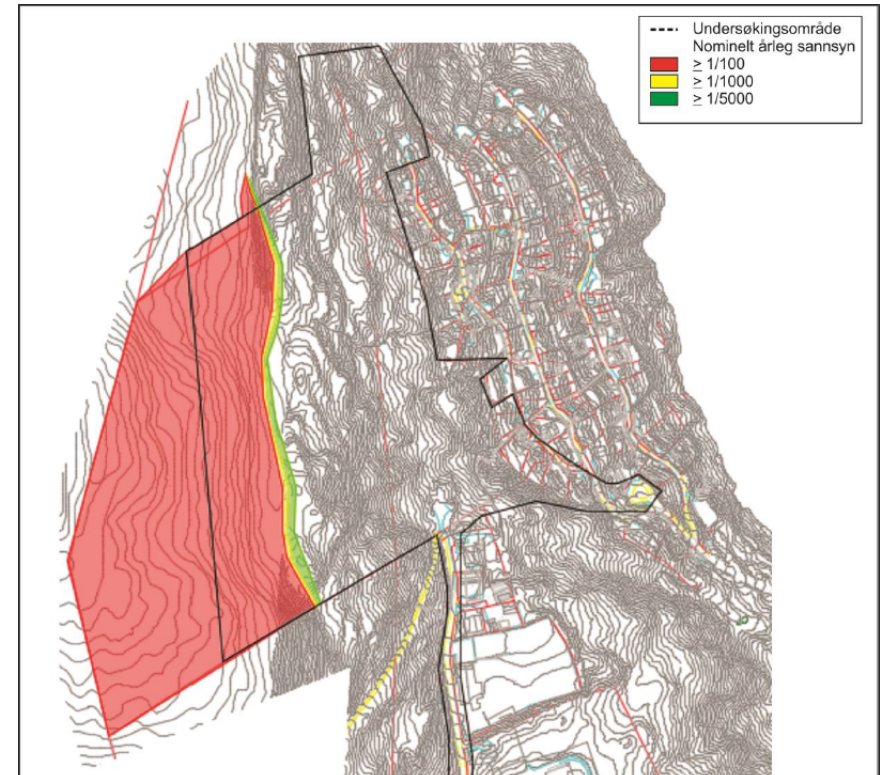 Undersøkingsområde
Nominelt årleg sannsyn
≥ 1/100
≥ 1/1000
≥ 1/5000